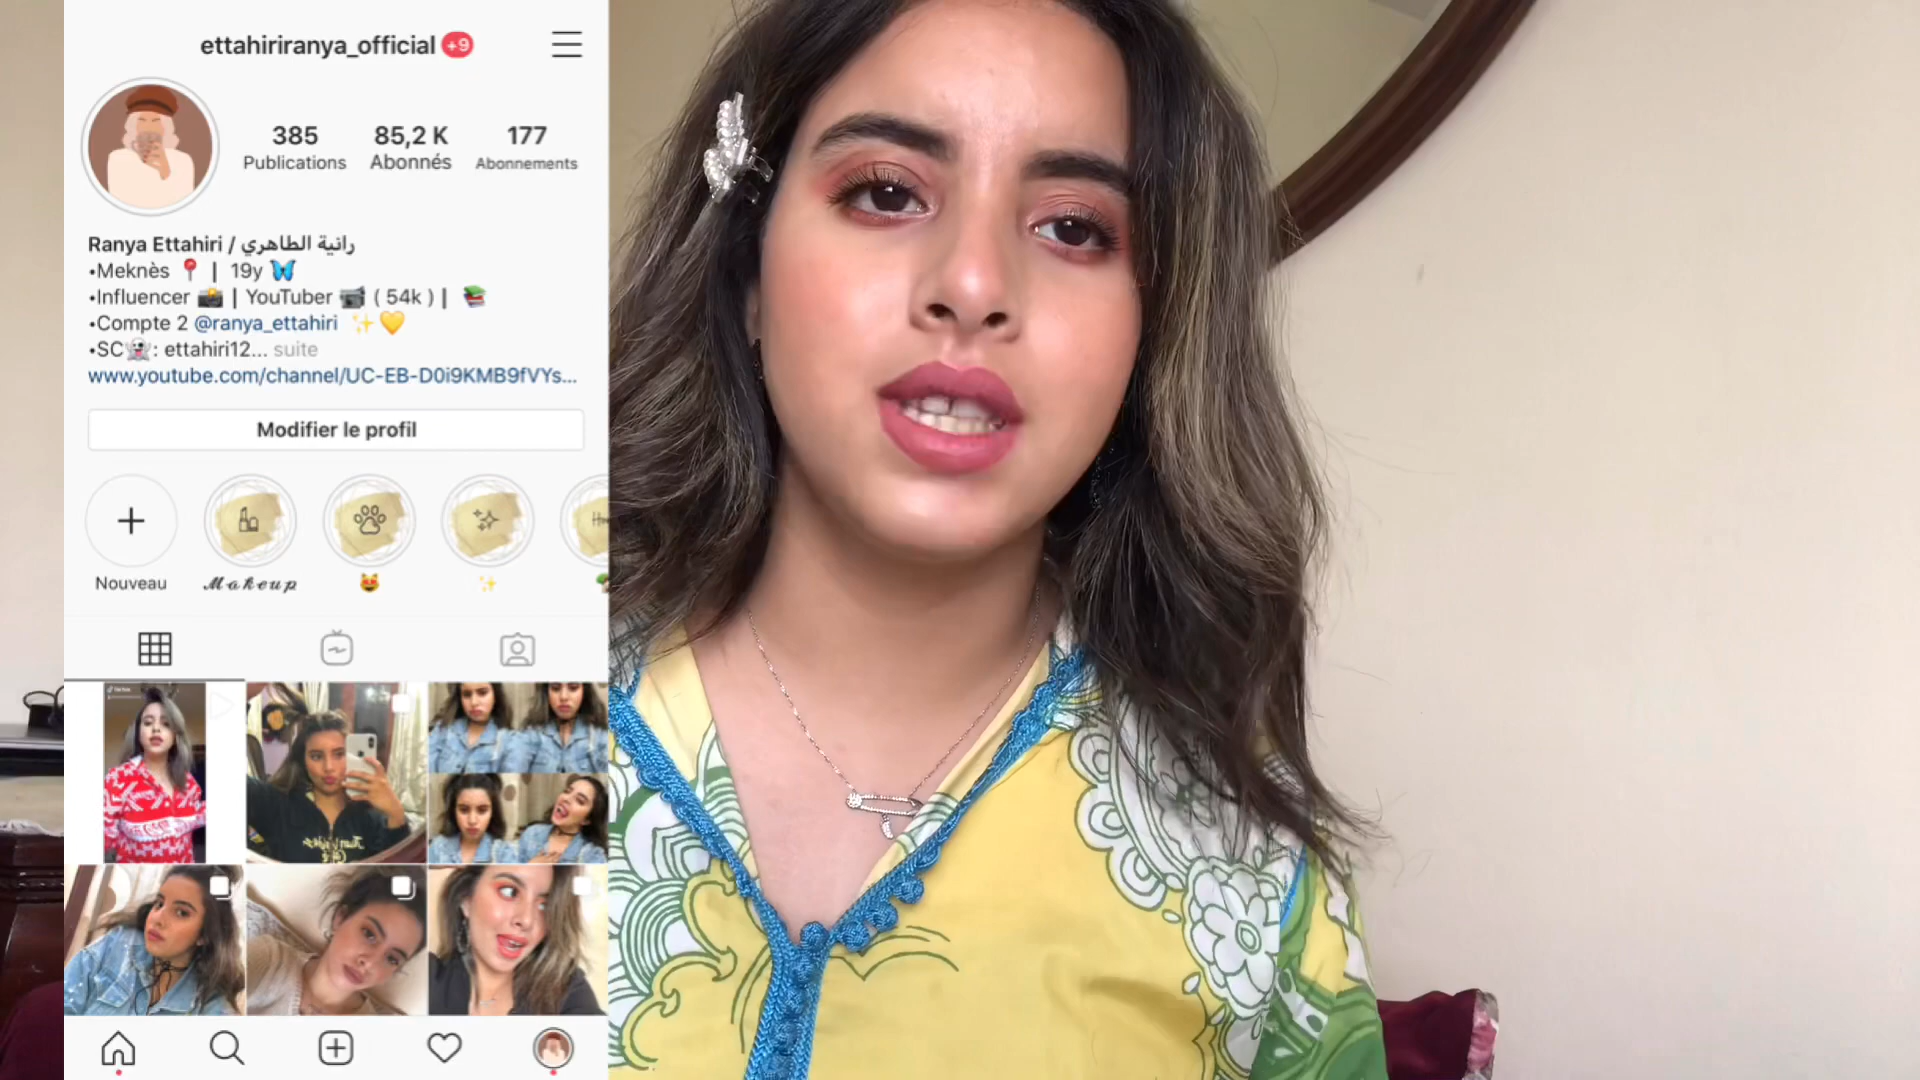 ettahiriranya_official +9
385 85,2 K 177
Publications Abonnés Abonnements
Ranya Ettahiri / رانية الطاهري
•Meknès 📍 | 19y 🦋
•Influencer 📸 | YouTuber 📹 ( 54k ) | 📚
•Compte 2 @ranya_ettahiri ✨💛
•SC👻: ettahiri12... suite
www.youtube.com/channel/UC-EB-D0i9KMB9fVYs...
Modifier le profil
Nouveau 𝓜𝓪𝓴𝓮𝓾𝓹